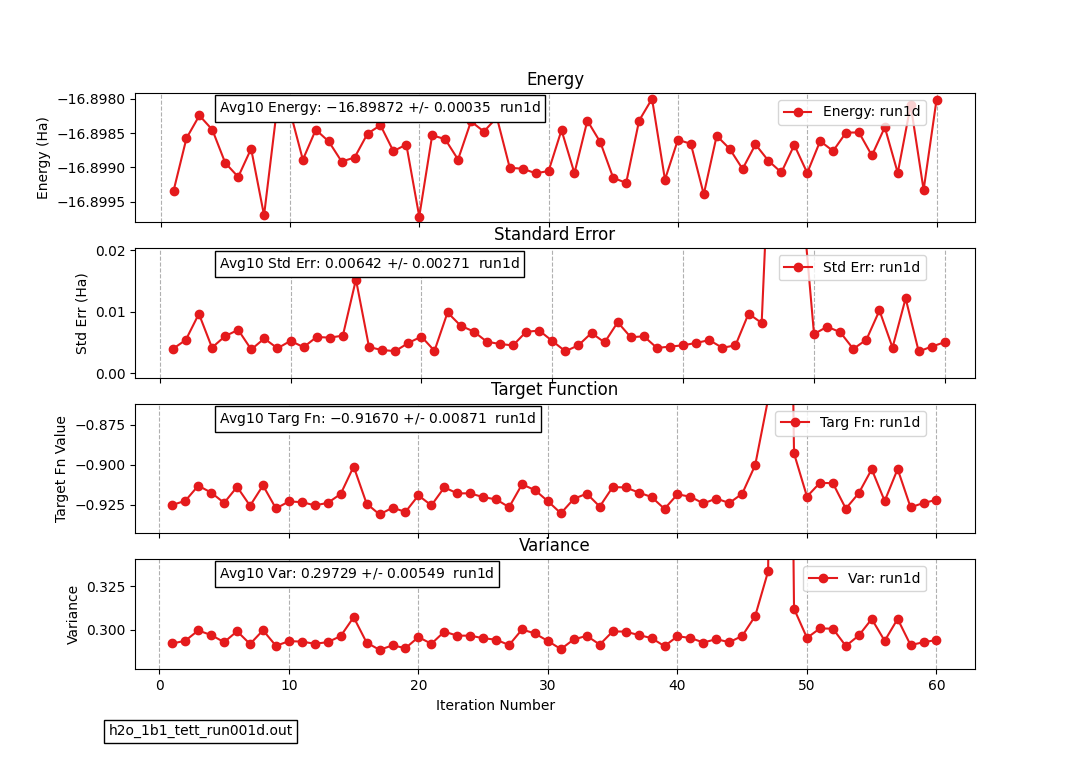 Energy
Avg10 Energy: −16.89872 +/- 0.00035  run1d
Energy: run1d
Energy (Ha)
−16.8980
−16.8985
−16.8990
−16.8995
Standard Error
Avg10 Std Err: 0.00642 +/- 0.00271  run1d
Std Err: run1d
Std Err (Ha)
0.02
0.01
0.00
Target Function
Avg10 Targ Fn: −0.91670 +/- 0.00871  run1d
Targ Fn: run1d
Target Fn Value
−0.875
−0.900
−0.925
Variance
Avg10 Var: 0.29729 +/- 0.00549  run1d
Var: run1d
Variance
0.325
0.300
0 10 20 30 40 50 60
Iteration Number
h2o_1b1_tett_run001d.out